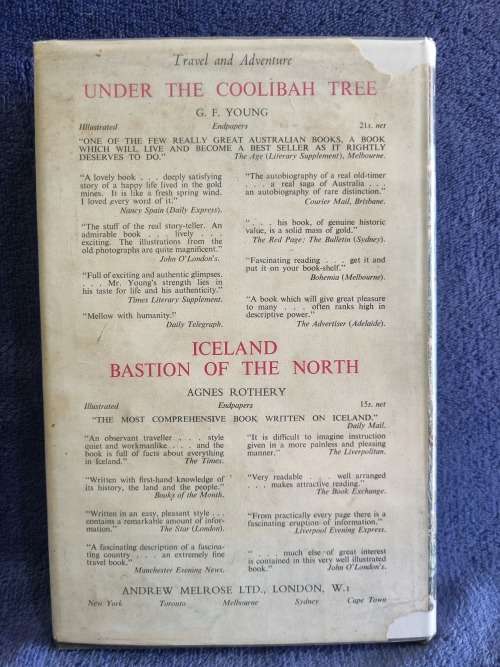 Travel and Adventure
UNDER THE COOLIBAH TREE
G. F. YOUNG
Illustrated Endpapers 21s. net
"ONE OF THE FEW REALLY GREAT AUSTRALIAN BOOKS, A BOOK
WHICH WILL LIVE AND BECOME A BEST SELLER AS IT RIGHTLY
DESERVES TO DO." The Age (Literary Supplement), Melbourne.
"A lovely book . . . deeply satisfying
story of a happy life lived in the gold
mines. It is like a fresh spring wind.
I loved every word of it."
Nancy Spain (Daily Express).
"The stuff of the real story-teller. An
admirable book . . . lively . . .
exciting. The illustrations from the
old photographs are quite magnificent."
John O'London's.
"Full of exciting and authentic glimpses.
. . . Mr. Young's strength lies in
his taste for life and his authenticity."
Times Literary Supplement.
"Mellow with humanity."
Daily Telegraph.
"The autobiography of a real old-timer
. . . a real saga of Australia . . .
an autobiography of rare distinction."
Courier Mail, Brisbane.
". . . his book, of genuine historic
value, is a solid mass of gold."
The Red Page: The Bulletin (Sydney).
"Fascinating reading . . . get it and
put it on your book-shelf."
Bohemia (Melbourne).
"A book which will give great pleasure
to many . . . often ranks high in
descriptive power."
The Advertiser (Adelaide).
ICELAND
BASTION OF THE NORTH
AGNES ROTHERY
Illustrated Endpapers 15s. net
"THE MOST COMPREHENSIVE BOOK WRITTEN ON ICELAND."
Daily Mail.
"An observant traveller . . . style
quiet and workmanlike . . . and the
book is full of facts about everything
in Iceland." The Times.
"Written with first-hand knowledge of
its history, the land and the people."
Books of the Month.
"Written in an easy, pleasant style . . .
contains a remarkable amount of infor-
mation." The Star (London).
"A fascinating description of a fascina-
ting country . . . an extremely fine
travel book."
Manchester Evening News.
"It is difficult to imagine instruction
given in a more painless and pleasing
manner." The Liverpolitan.
"Very readable . . . well arranged
. . . makes attractive reading."
The Book Exchange.
"From practically every page there is a
fascinating eruption of information."
Liverpool Evening Express.
". . . much else of great interest
is contained in this very well illustrated
book." John O'London's.
ANDREW MELROSE LTD., LONDON, W.1
New York Toronto Melbourne Sydney Cape Town